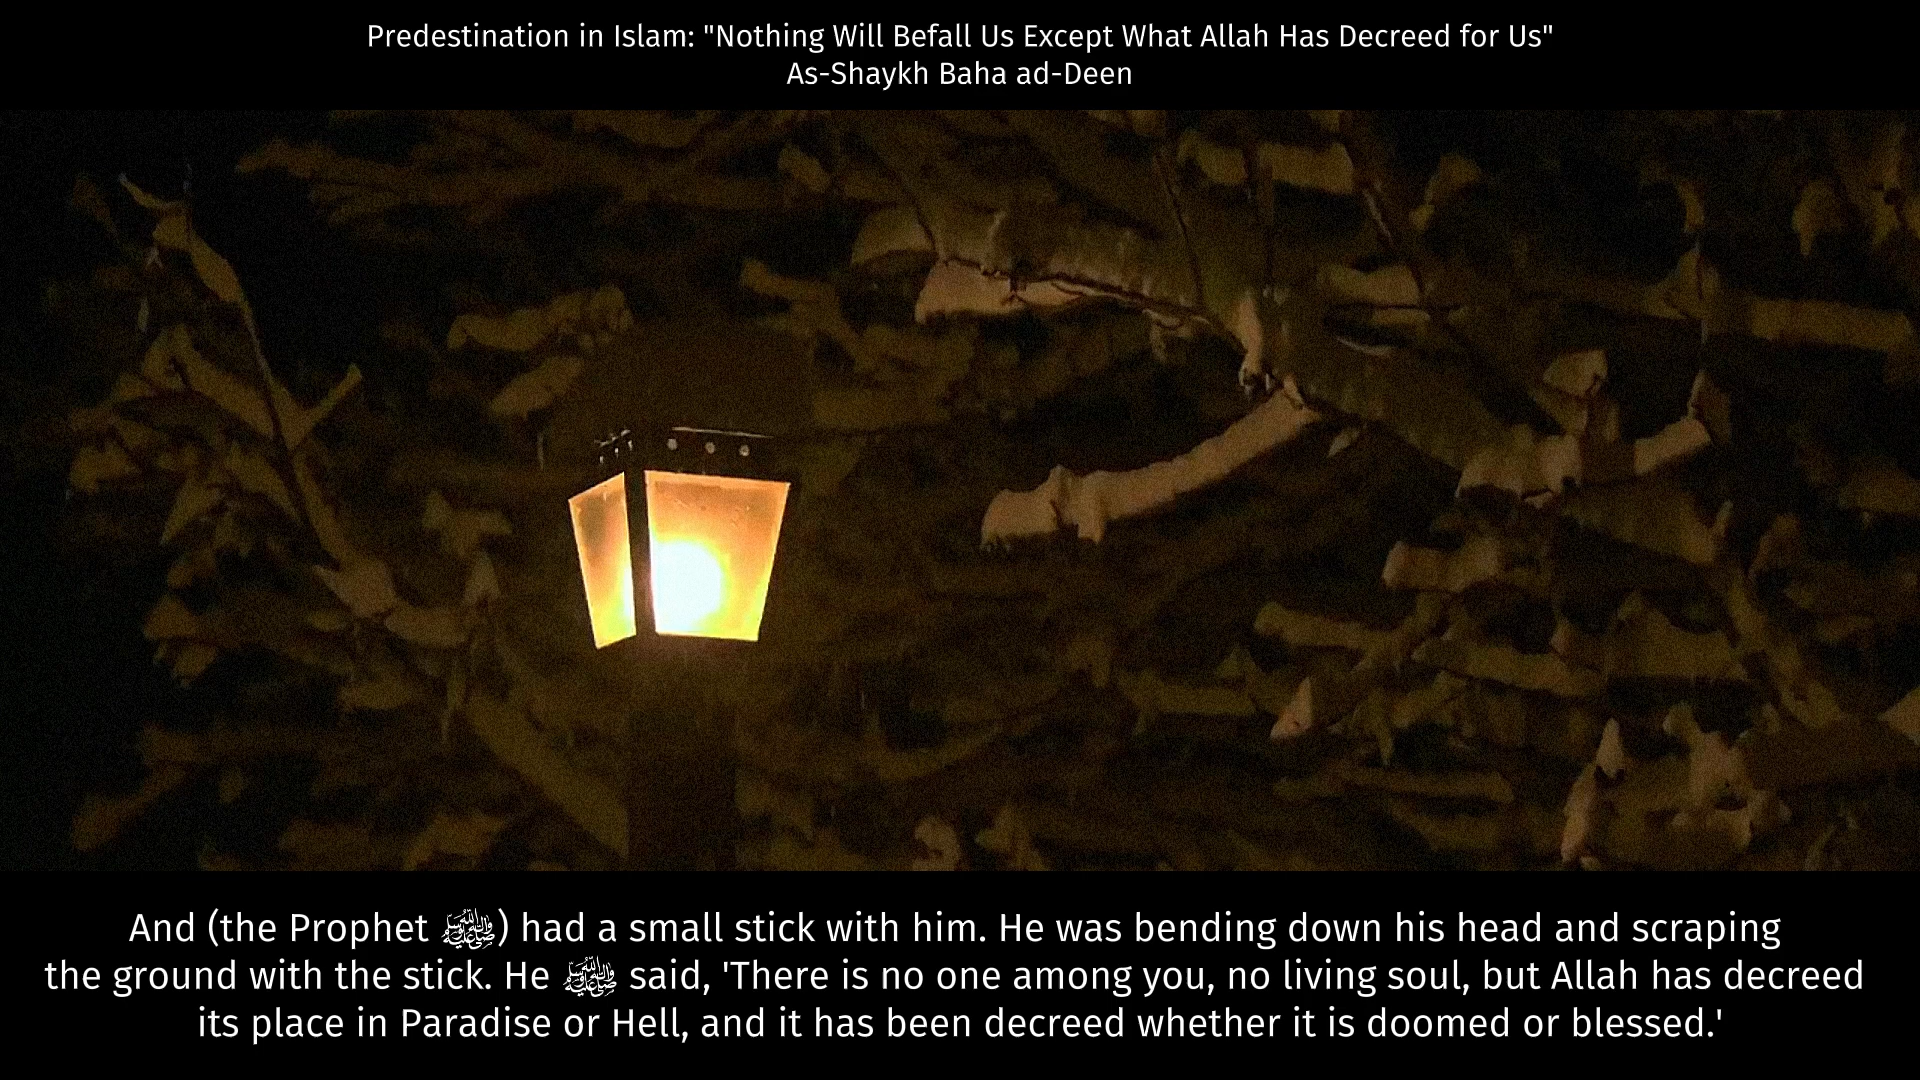 Predestination in Islam: "Nothing Will Befall Us Except What Allah Has Decreed for Us"
As-Shaykh Baha ad-Deen
And (the Prophet ﷺ) had a small stick with him. He was bending down his head and scraping
the ground with the stick. He ﷺ said, 'There is no one among you, no living soul, but Allah has decreed
its place in Paradise or Hell, and it has been decreed whether it is doomed or blessed.'